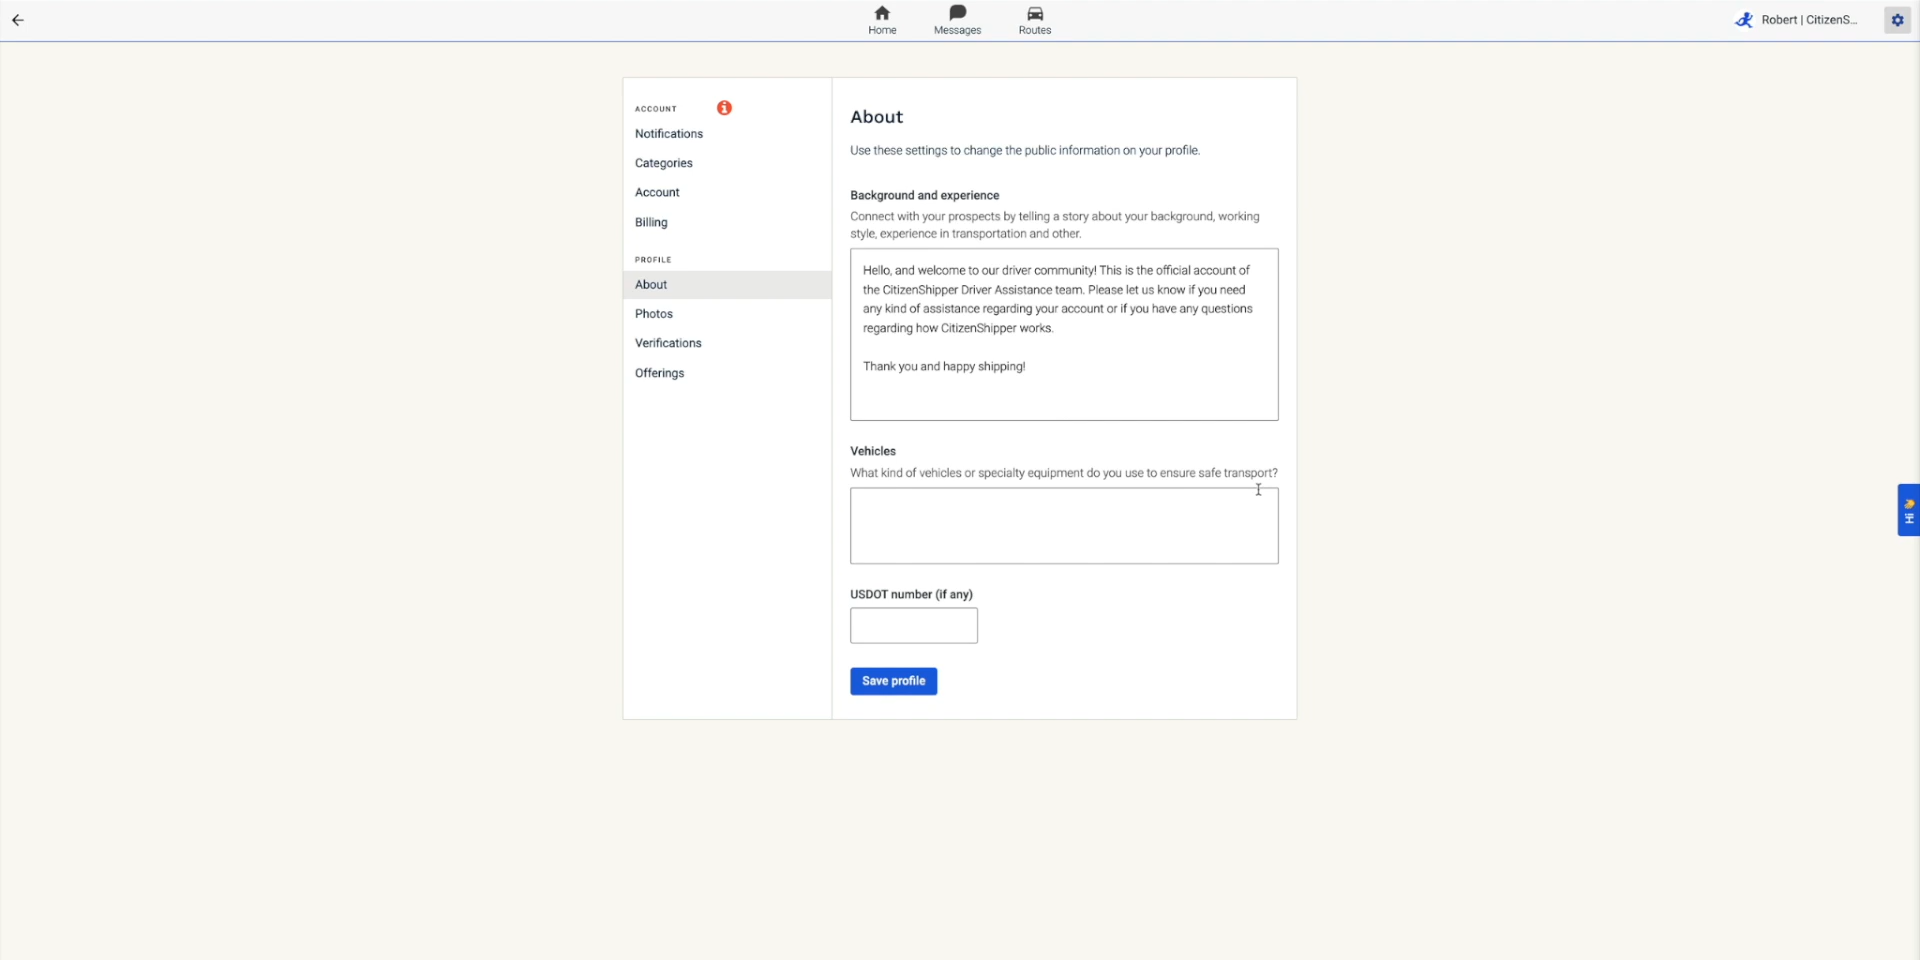 Home
Messages
Routes
Robert | CitizenS...
ACCOUNT
Notifications
Categories
Account
Billing
PROFILE
About
Photos
Verifications
Offerings
About
Use these settings to change the public information on your profile.
Background and experience
Connect with your prospects by telling a story about your background, working
style, experience in transportation and other.
Hello, and welcome to our driver community! This is the official account of
the CitizenShipper Driver Assistance team. Please let us know if you need
any kind of assistance regarding your account or if you have any questions
regarding how CitizenShipper works.
Thank you and happy shipping!
Vehicles
What kind of vehicles or specialty equipment do you use to ensure safe transport?
USDOT number (if any)
Save profile
Hi